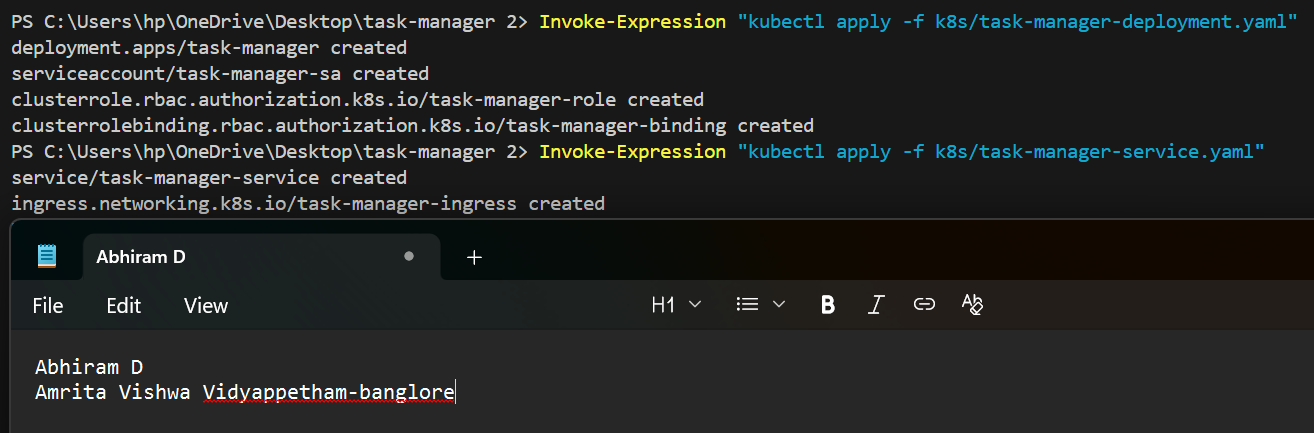 PS C:\Users\hp\OneDrive\Desktop\task-manager 2> Invoke-Expression "kubectl apply -f k8s/task-manager-deployment.yaml"
deployment.apps/task-manager created
serviceaccount/task-manager-sa created
clusterrole.rbac.authorization.k8s.io/task-manager-role created
clusterrolebinding.rbac.authorization.k8s.io/task-manager-binding created
PS C:\Users\hp\OneDrive\Desktop\task-manager 2> Invoke-Expression "kubectl apply -f k8s/task-manager-service.yaml"
service/task-manager-service created
ingress.networking.k8s.io/task-manager-ingress created
Abhiram D
File Edit View H1 B I
Abhiram D
Amrita Vishwa Vidyappetham-banglore